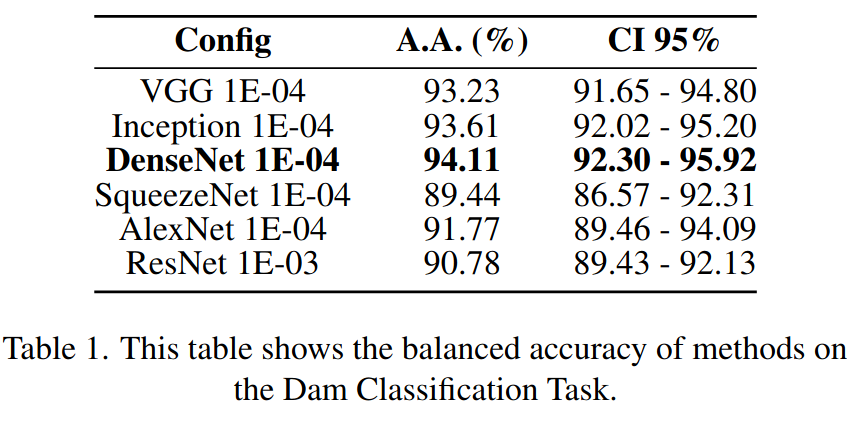 Config A.A. (%) CI 95%
VGG 1E-04 93.23 91.65 - 94.80
Inception 1E-04 93.61 92.02 - 95.20
DenseNet 1E-04 94.11 92.30 - 95.92
SqueezeNet 1E-04 89.44 86.57 - 92.31
AlexNet 1E-04 91.77 89.46 - 94.09
ResNet 1E-03 90.78 89.43 - 92.13
Table 1. This table shows the balanced accuracy of methods on
the Dam Classification Task.